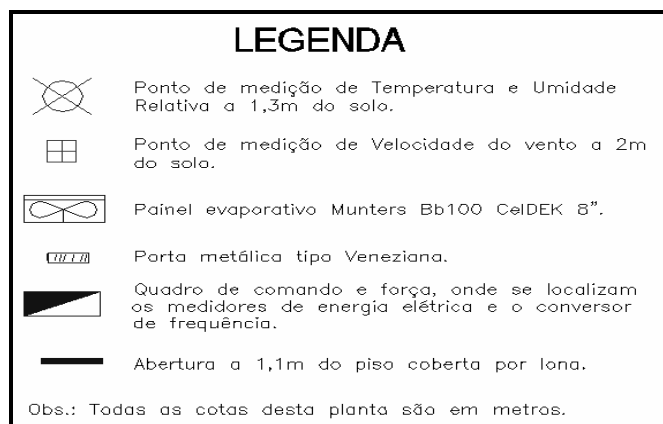 LEGENDA
Ponto de medição de Temperatura e Umidade
Relativa a 1,3m do solo.
Ponto de medição de Velocidade do vento a 2m
do solo.
Painel evaporativo Munters Bb100 CelDEK 8".
Porta metálica tipo Veneziana.
Quadro de comando e força, onde se localizam
os medidores de energia elétrica e o conversor
de frequência.
Abertura a 1,1m do piso coberta por lona.
Obs.: Todas as cotas desta planta são em metros.